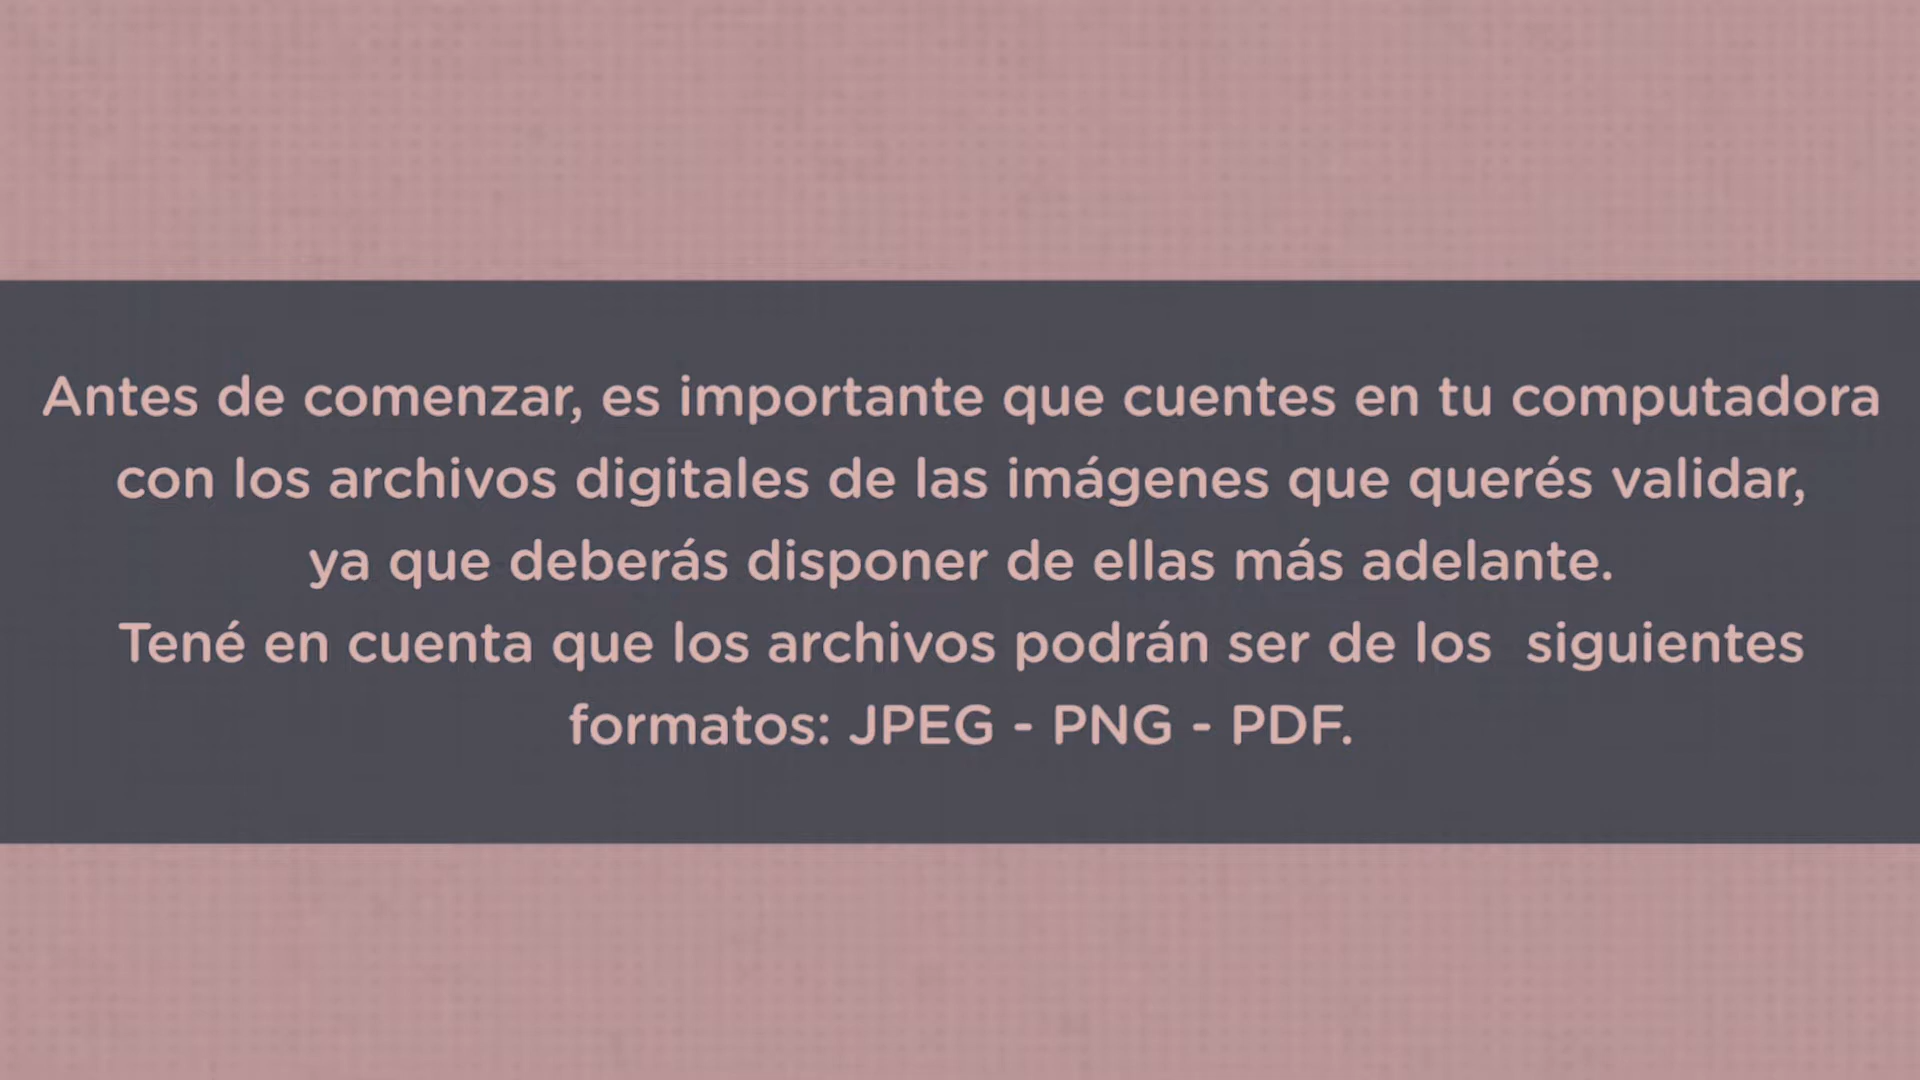 Antes de comenzar, es importante que cuentes en tu computadora
con los archivos digitales de las imágenes que querés validar,
ya que deberás disponer de ellas más adelante.
Tené en cuenta que los archivos podrán ser de los  siguientes
formatos: JPEG - PNG - PDF.